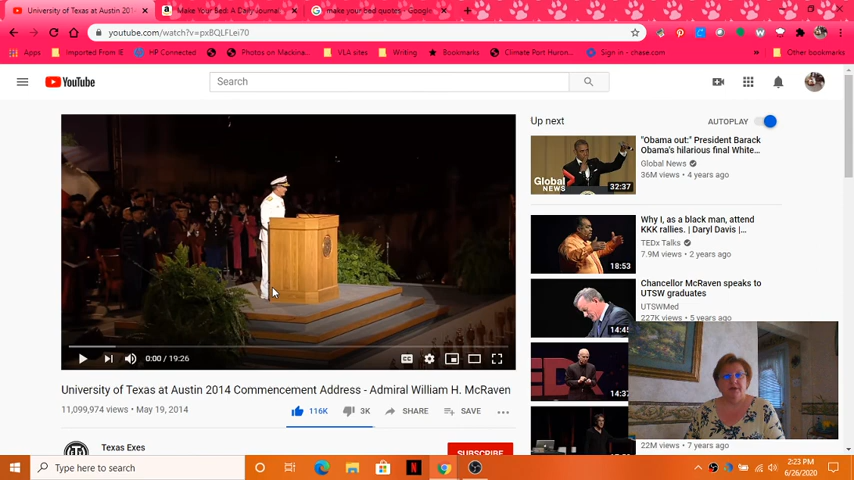 University of Texas at Austin 201
Make Your Bed: A Daily Journal
make your bed quotes - Google
youtube.com/watch?v=pxBQLFLei70
Apps
Imported From IE
HP Connected
Photos on Mackina...
VLA sites
Writing
Bookmarks
Climate Port Huron...
Sign in - chase.com
»
Other bookmarks
YouTube
Search
Up next
AUTOPLAY
"Obama out:" President Barack
Obama's hilarious final White...
Global News
36M views • 4 years ago
Global
NEWS
32:37
Why I, as a black man, attend
KKK rallies. | Daryl Davis |...
TEDx Talks
7.9M views • 2 years ago
18:53
Chancellor McRaven speaks to
UTSW graduates
UTSWMed
227K views • 5 years ago
14:45
14:37
22M views • 7 years ago
0:00 / 19:26
CC
University of Texas at Austin 2014 Commencement Address - Admiral William H. McRaven
11,099,974 views • May 19, 2014
116K
3K
SHARE
SAVE
Texas Exes
SUBSCRIBE
Type here to search
2:23 PM
6/26/2020